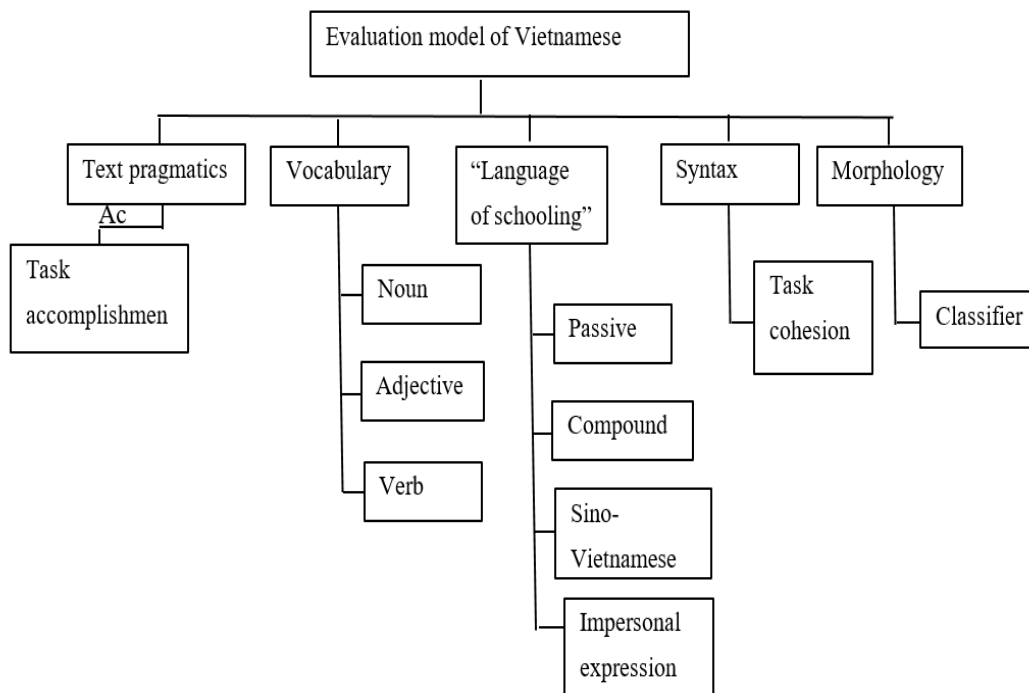 Evaluation model of Vietnamese
Text pragmatics
Vocabulary
“Language
of schooling”
Syntax
Morphology
Ac
Task
accomplishmen
Noun
Adjective
Verb
Passive
Compound
Sino-
Vietnamese
Impersonal
expression
Task
cohesion
Classifier